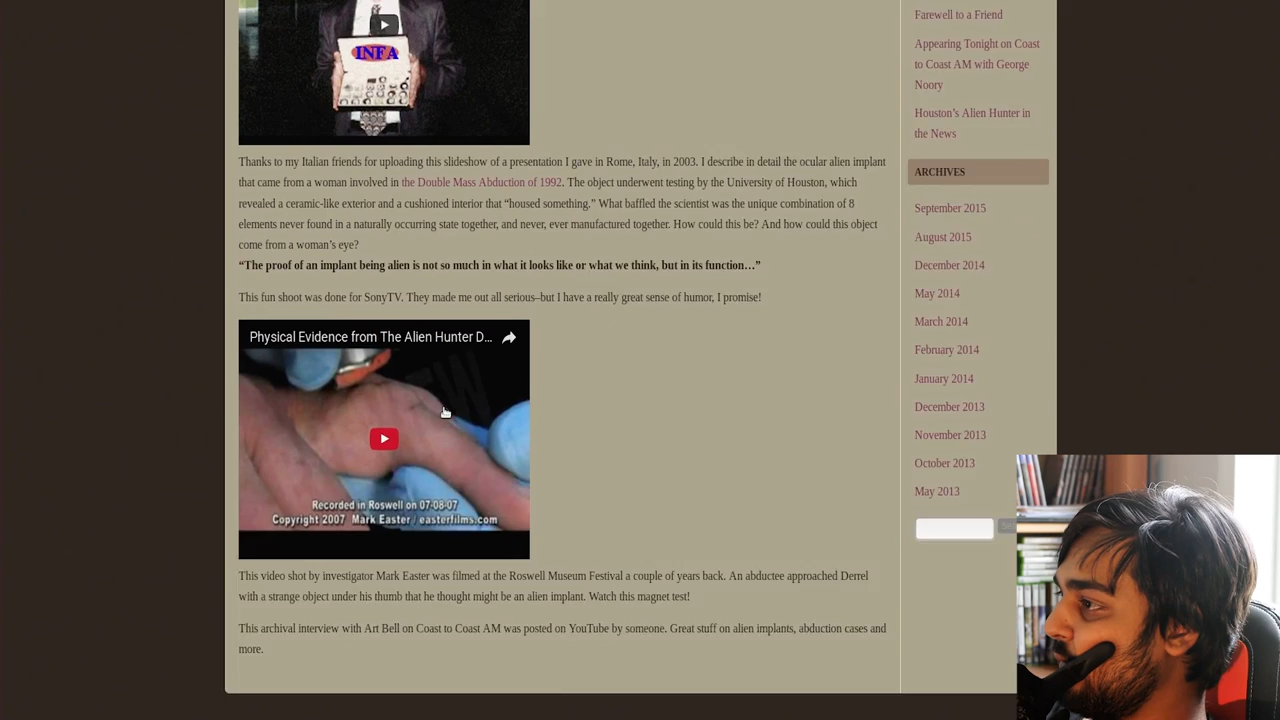 Farewell to a Friend
Appearing Tonight on Coast
to Coast AM with George
Noory
Houston’s Alien Hunter in
the News
ARCHIVES
September 2015
August 2015
December 2014
May 2014
March 2014
February 2014
January 2014
December 2013
November 2013
October 2013
May 2013
INFA
Thanks to my Italian friends for uploading this slideshow of a presentation I gave in Rome, Italy, in 2003. I describe in detail the ocular alien implant
that came from a woman involved in the Double Mass Abduction of 1992. The object underwent testing by the University of Houston, which
revealed a ceramic-like exterior and a cushioned interior that “housed something.” What baffled the scientist was the unique combination of 8
elements never found in a naturally occurring state together, and never, ever manufactured together. How could this be? And how could this object
come from a woman’s eye?
“The proof of an implant being alien is not so much in what it looks like or what we think, but in its function…”
This fun shoot was done for SonyTV. They made me out all serious–but I have a really great sense of humor, I promise!
Physical Evidence from The Alien Hunter D...
Recorded in Roswell on 07-08-07
Copyright 2007 Mark Easter / easterfilms.com
This video shot by investigator Mark Easter was filmed at the Roswell Museum Festival a couple of years back. An abductee approached Derrel
with a strange object under his thumb that he thought might be an alien implant. Watch this magnet test!
This archival interview with Art Bell on Coast to Coast AM was posted on YouTube by someone. Great stuff on alien implants, abduction cases and
more.